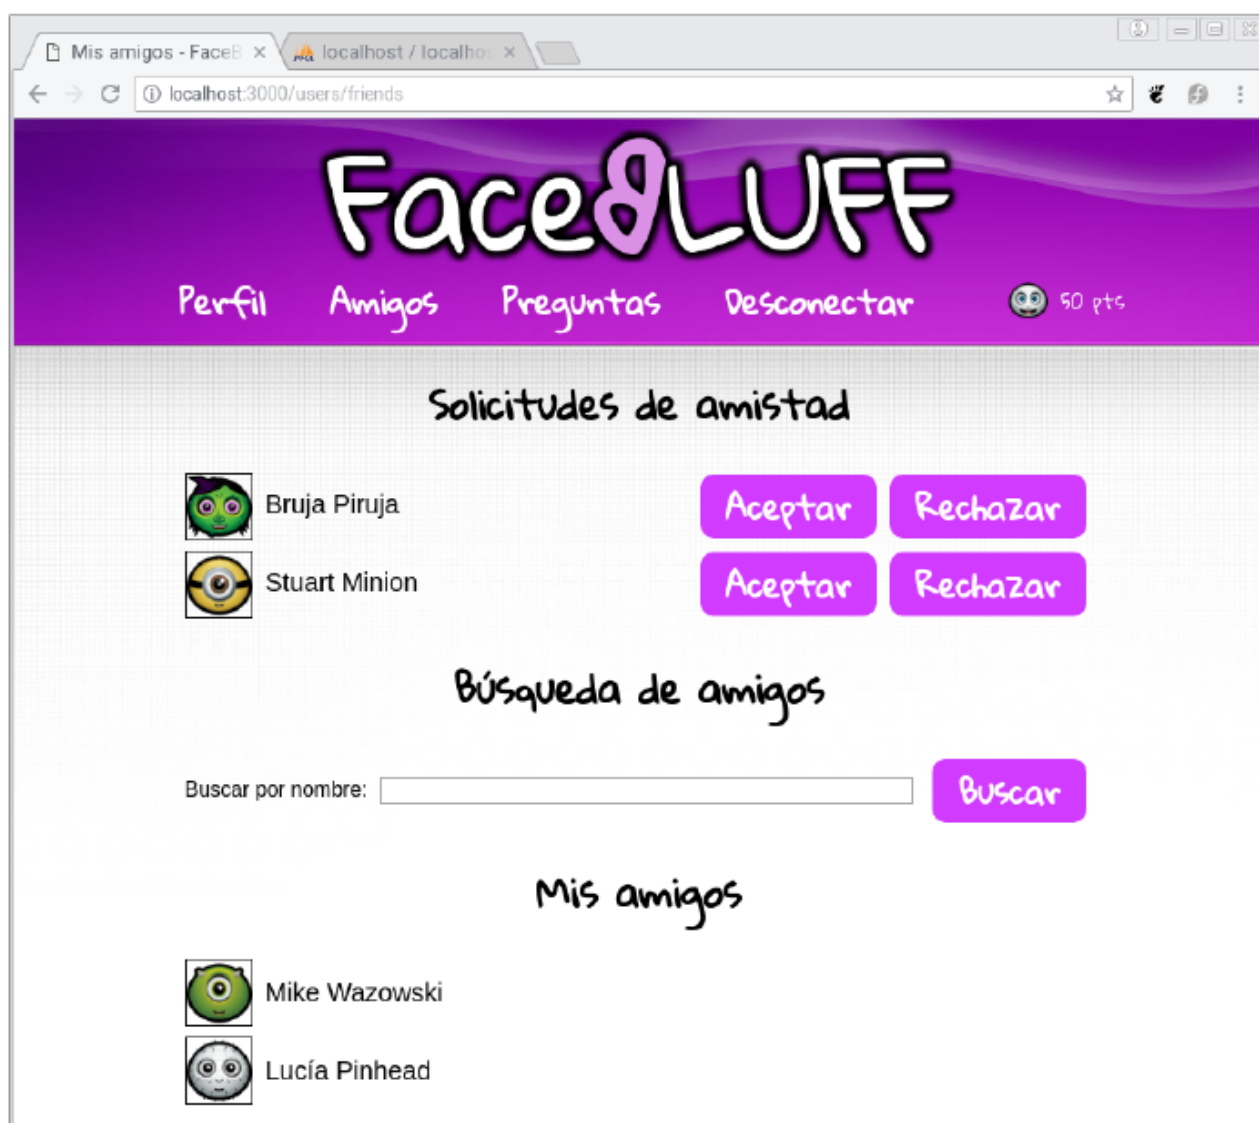 Mis amigos - FaceB
localhost / localhos
localhost:3000/users/friends
FaceBLUFF
Perfil Amigos Preguntas Desconectar 50 pts
Solicitudes de amistad
Bruja Piruja Aceptar Rechazar
Stuart Minion Aceptar Rechazar
Búsqueda de amigos
Buscar por nombre: Buscar
Mis amigos
Mike Wazowski
Lucía Pinhead